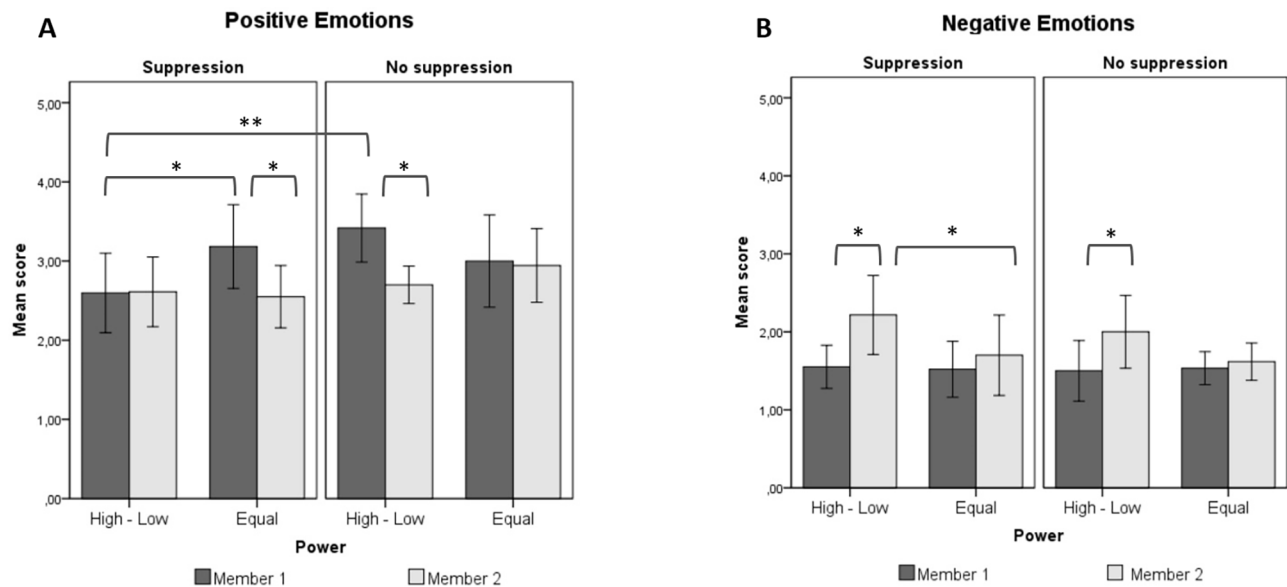 A
Positive Emotions
Suppression
No suppression
5,00
4,00
3,00
2,00
1,00
,00
Mean score
**
*
*
*
High - Low
Equal
High - Low
Equal
Power
Member 1
Member 2
B
Negative Emotions
Suppression
No suppression
5,00
4,00
3,00
2,00
1,00
,00
Mean score
*
*
*
High - Low
Equal
High - Low
Equal
Power
Member 1
Member 2